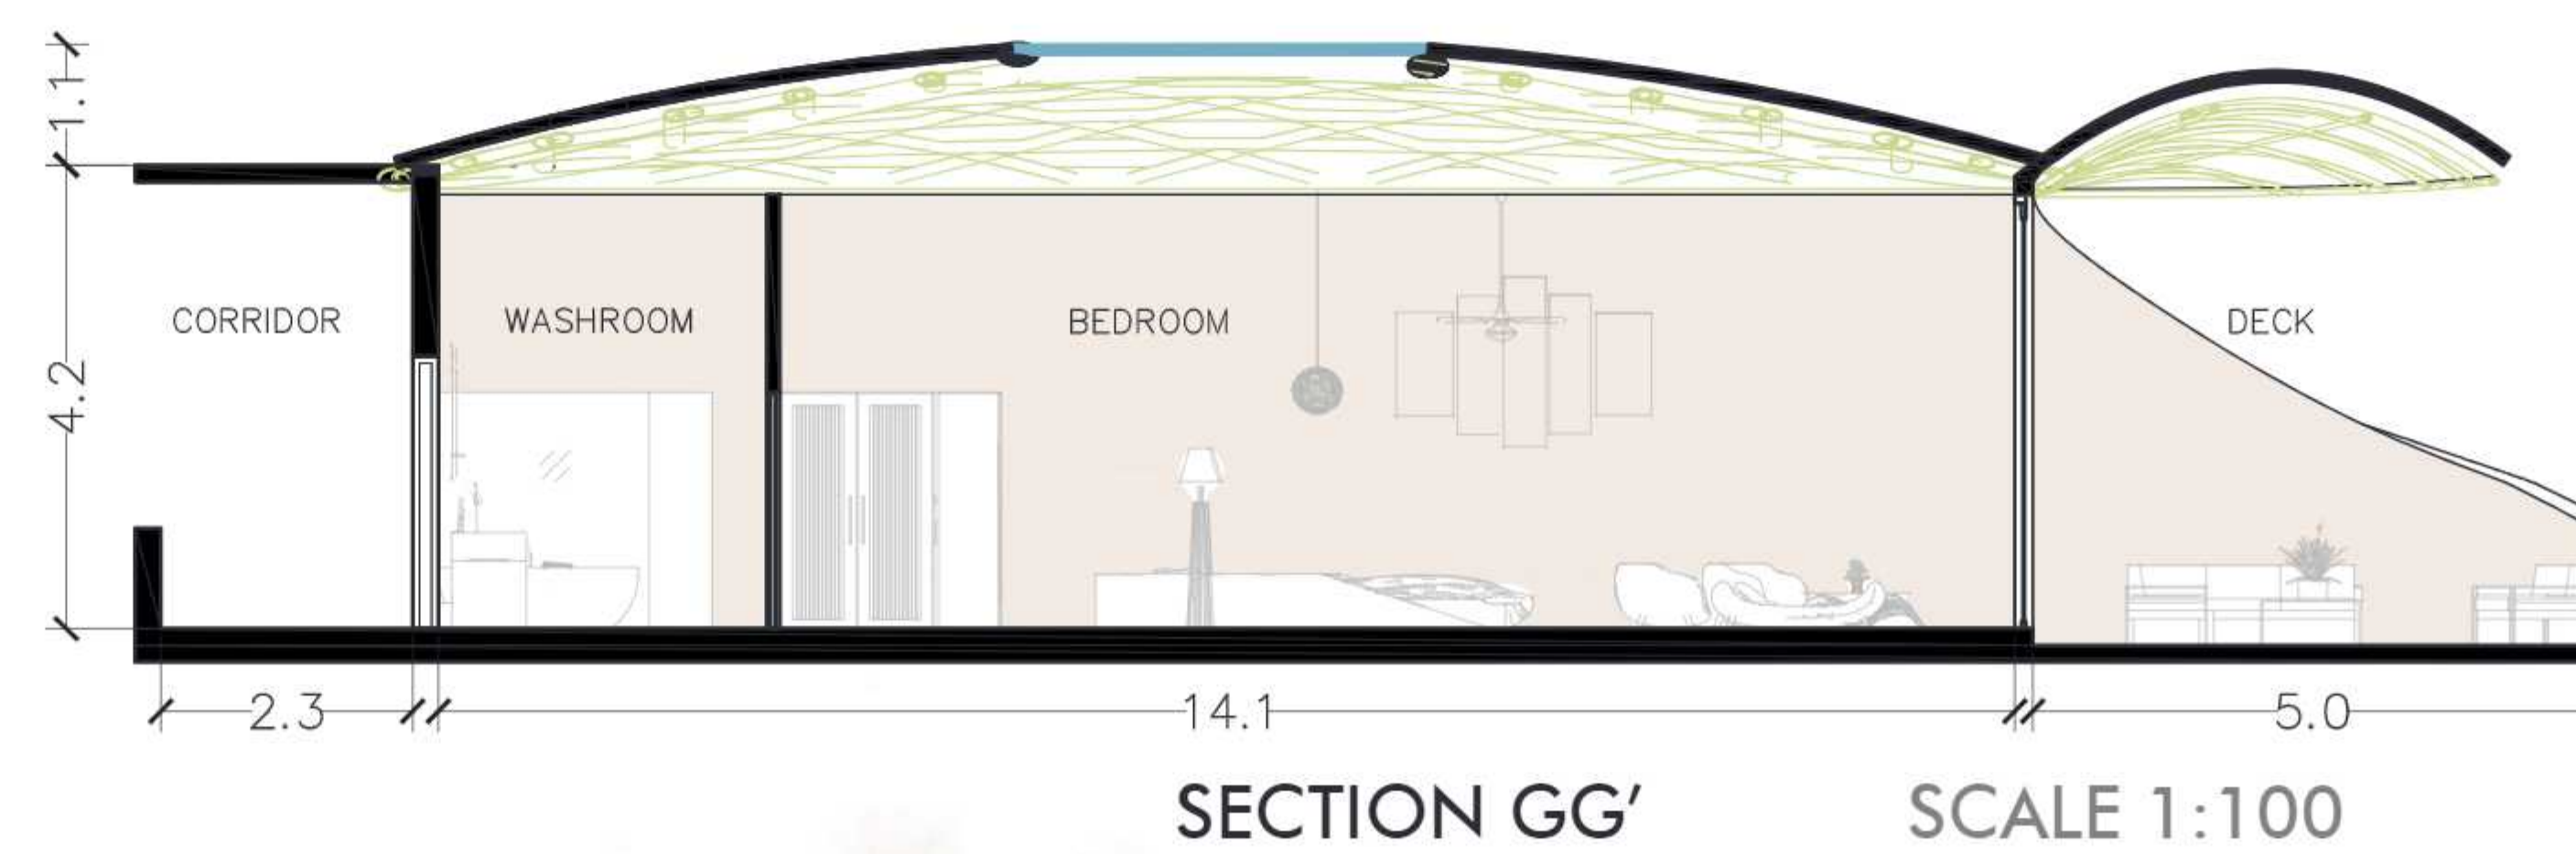 1.1
4.2
CORRIDOR
WASHROOM
BEDROOM
DECK
2.3
14.1
5.0
SECTION GG'
SCALE 1:100